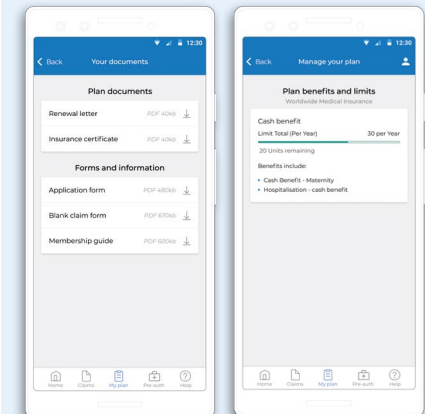 12:30
Back Your documents
Plan documents
Renewal letter PDF 40kb
Insurance certificate PDF 40kb
Forms and information
Application form PDF 480kb
Blank claim form PDF 670kb
Membership guide PDF 600kb
Home Claims My plan Pre-auth Help
12:30
Back Manage your plan
Plan benefits and limits
Worldwide Medical Insurance
Cash benefit
Limit Total (Per Year) 30 per Year
20 Units remaining
Benefits include:
• Cash Benefit - Maternity
• Hospitalisation - cash benefit
Home Claims My plan Pre-auth Help